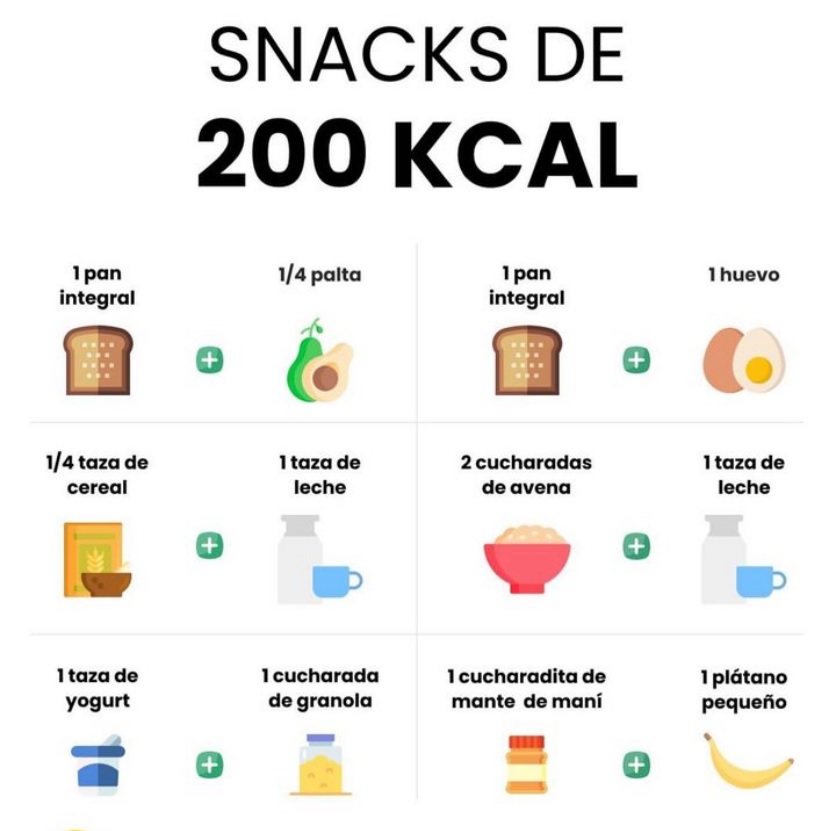 SNACKS DE
200 KCAL
1 pan
integral
1/4 palta
1 pan
integral
1 huevo
1/4 taza de
cereal
1 taza de
leche
2 cucharadas
de avena
1 taza de
leche
1 taza de
yogurt
1 cucharada
de granola
1 cucharadita de
mante de maní
1 plátano
pequeño